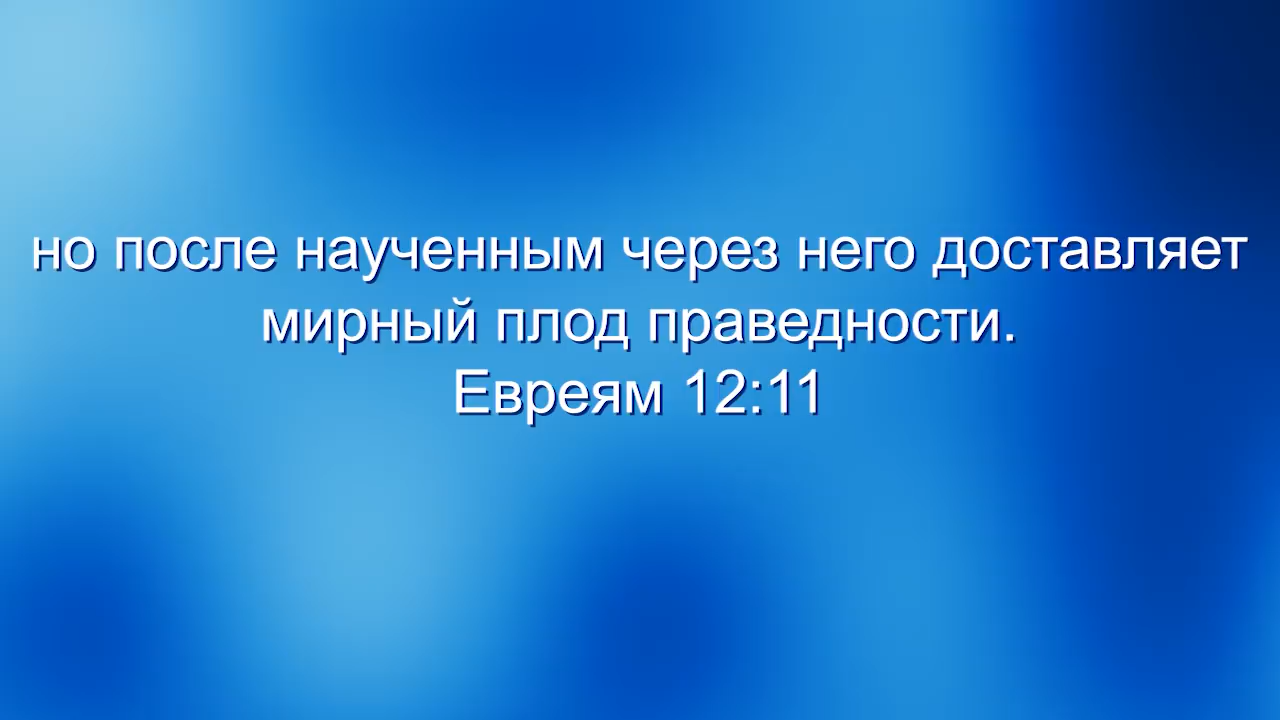 но после наученным через него доставляет
мирный плод праведности.
Евреям 12:11